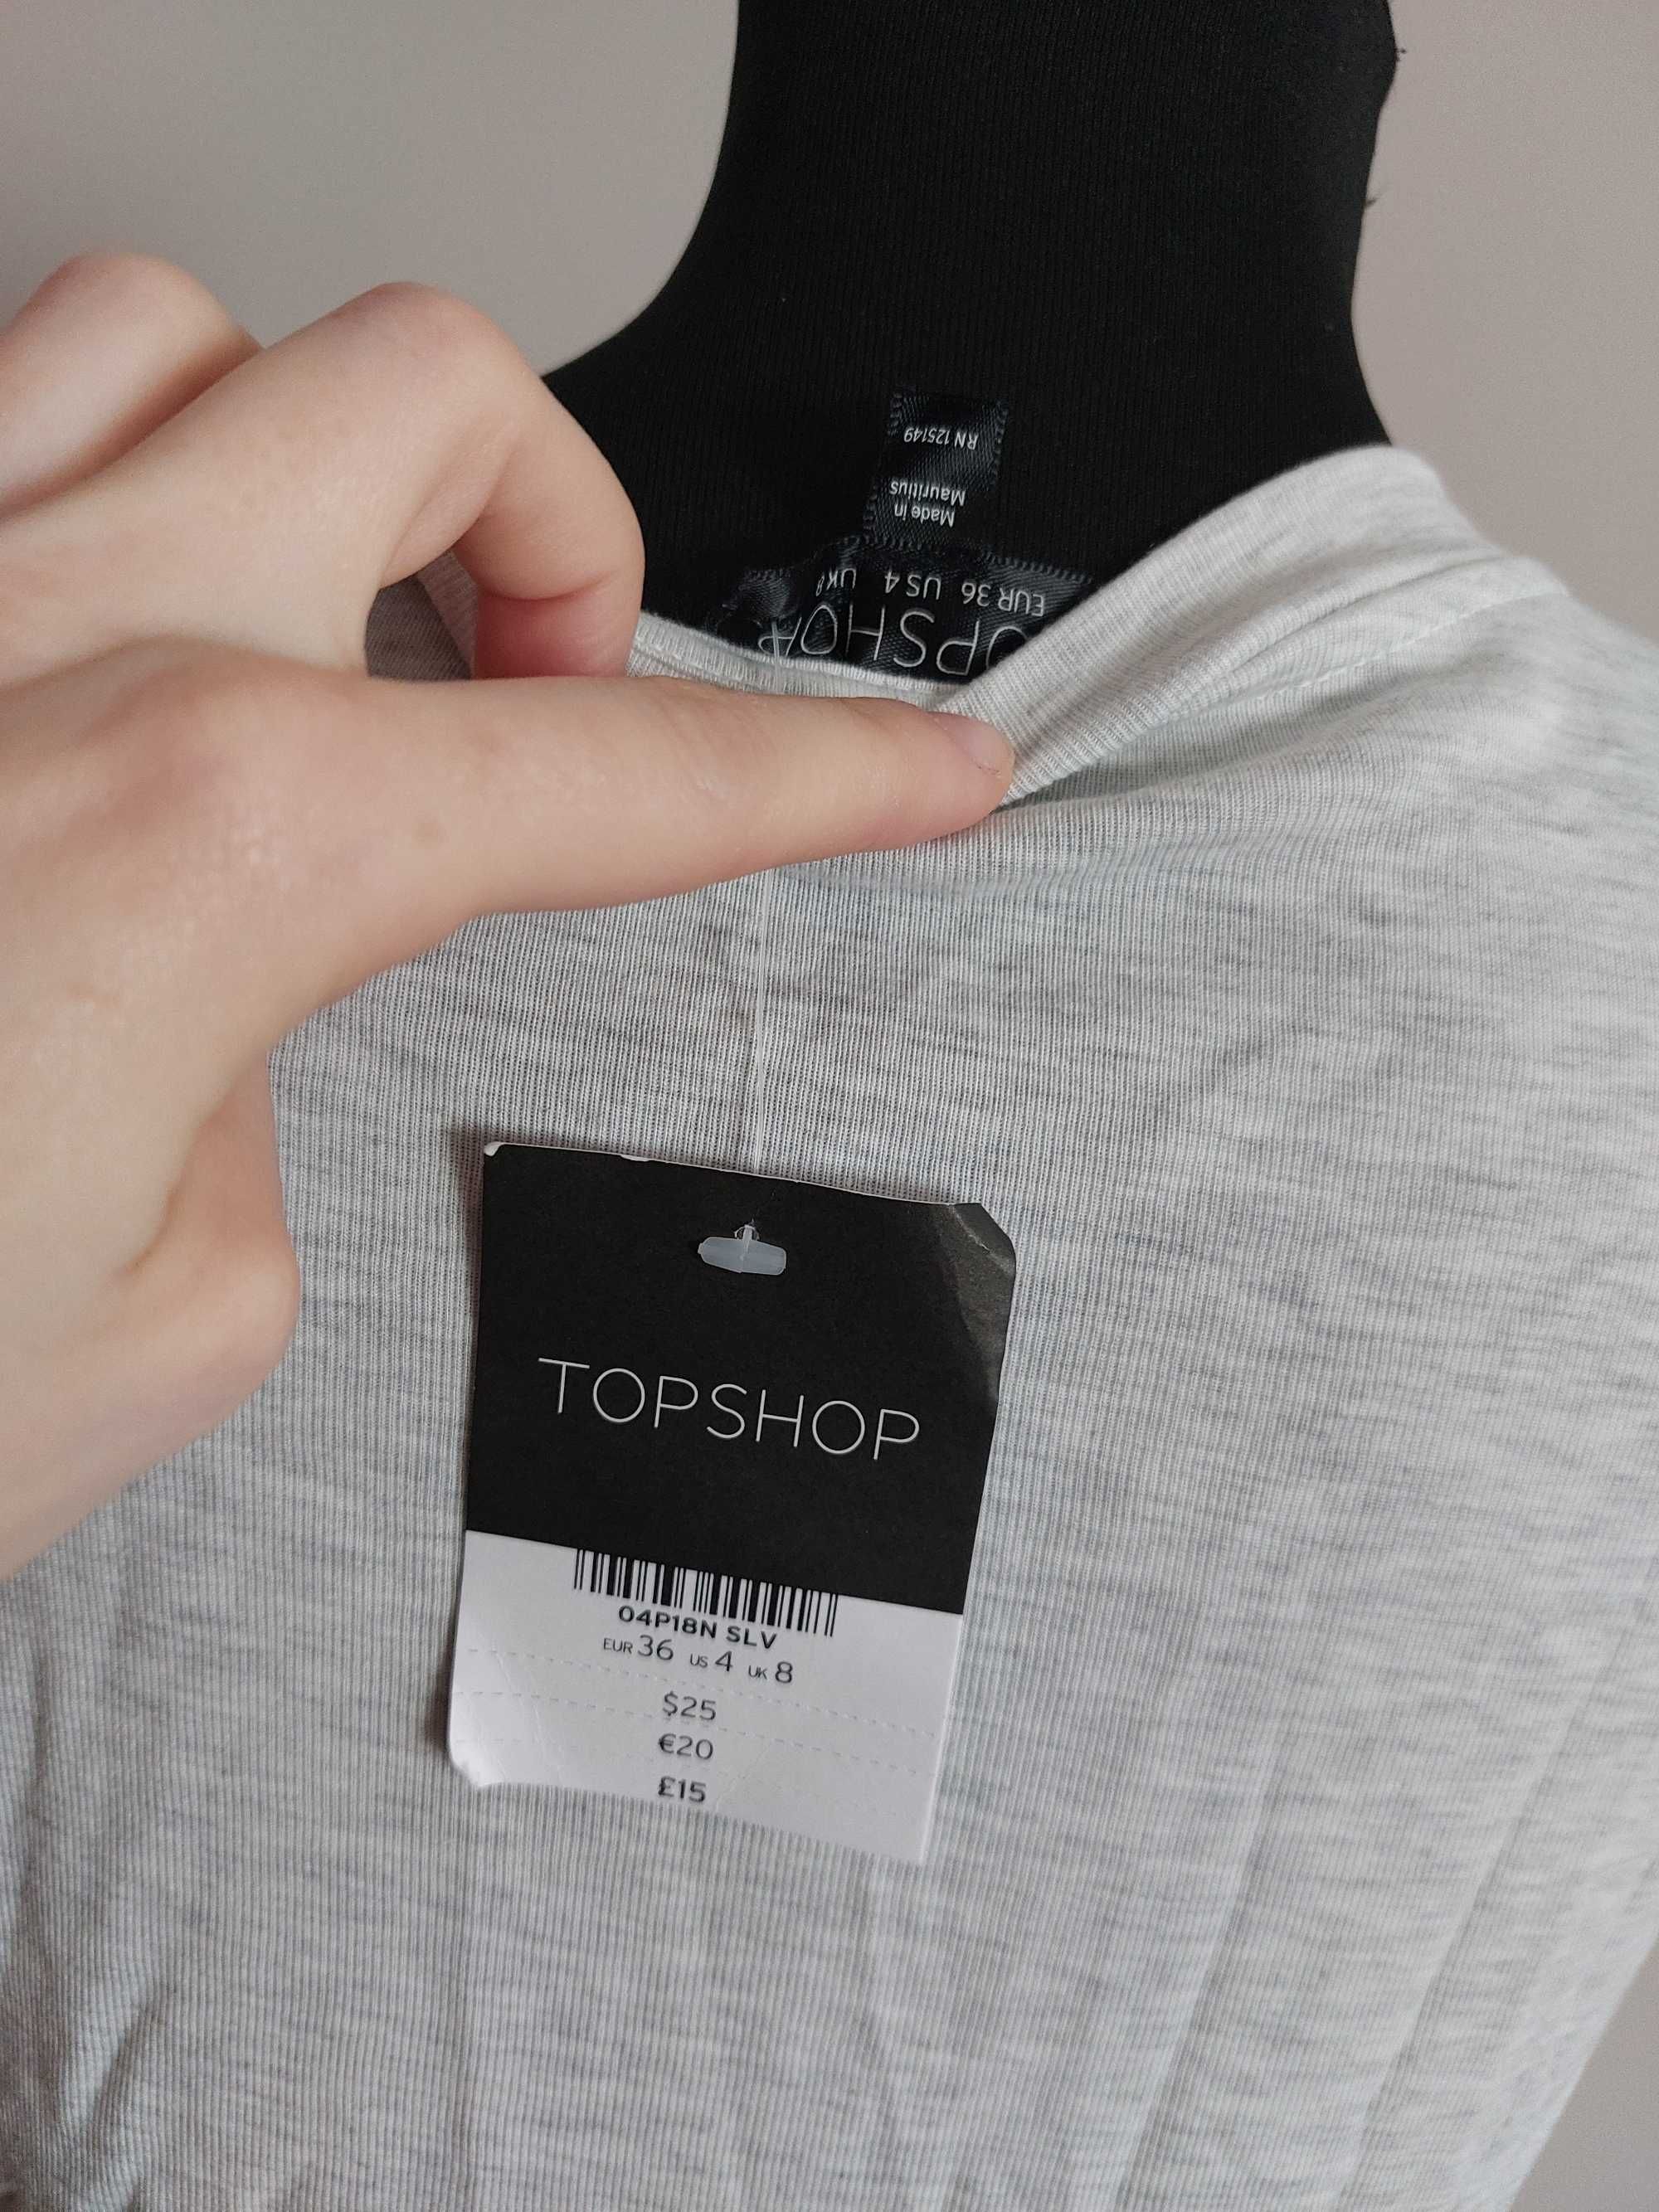 RN 125149
Made in
Mauritius
EUR 36 US 4 UK 8
TOPSHOP
TOPSHOP
04P18N SLV
EUR 36 US 4 UK 8
$25
€20
£15